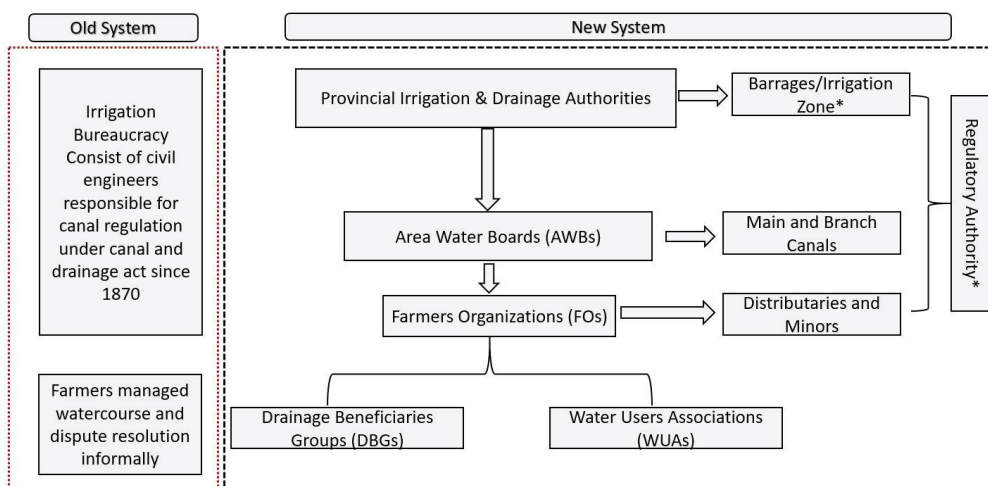 Old System
New System
Irrigation
Bureaucracy
Consist of civil
engineers
responsible for
canal regulation
under canal and
drainage act since
1870
Farmers managed
watercourse and
dispute resolution
informally
Provincial Irrigation & Drainage Authorities
Barrages/Irrigation
Zone*
Area Water Boards (AWBs)
Main and Branch
Canals
Farmers Organizations (FOs)
Distributaries and
Minors
Drainage Beneficiaries
Groups (DBGs)
Water Users Associations
(WUAs)
Regulatory Authority*